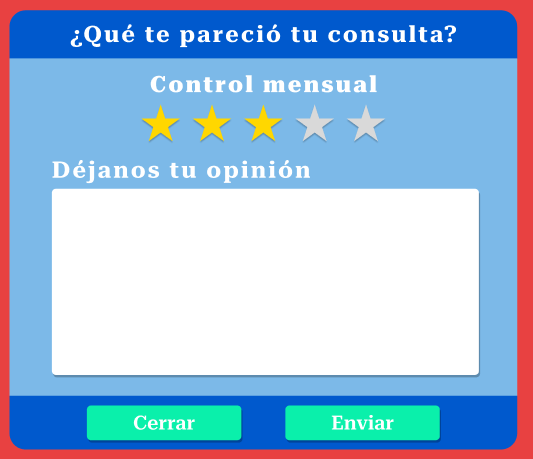 ¿Qué te pareció tu consulta?
Control mensual
Déjanos tu opinión
Cerrar
Enviar